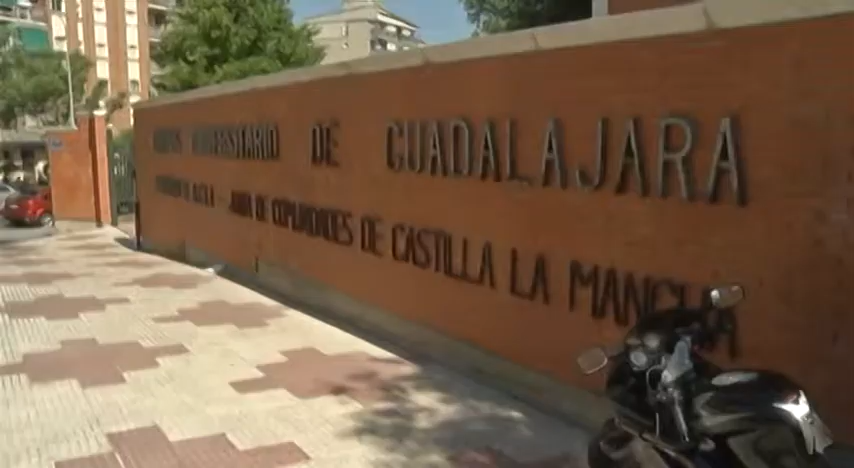 CAMPUS UNIVERSITARIO DE GUADALAJARA
JUNTA DE COMUNIDADES DE CASTILLA LA MANCHA